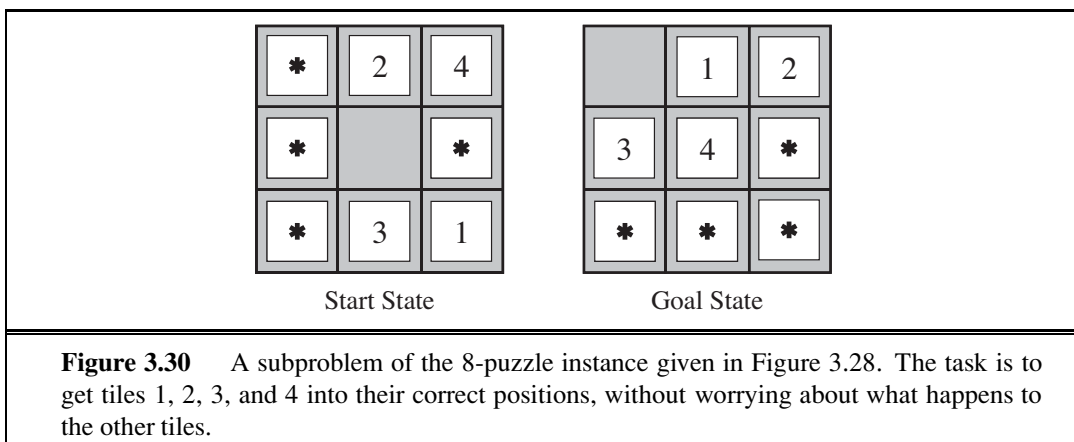 * 2 4
* *
* 3 1
Start State
1 2
3 4 *
* * *
Goal State
Figure 3.30 A subproblem of the 8-puzzle instance given in Figure 3.28. The task is to
get tiles 1, 2, 3, and 4 into their correct positions, without worrying about what happens to
the other tiles.